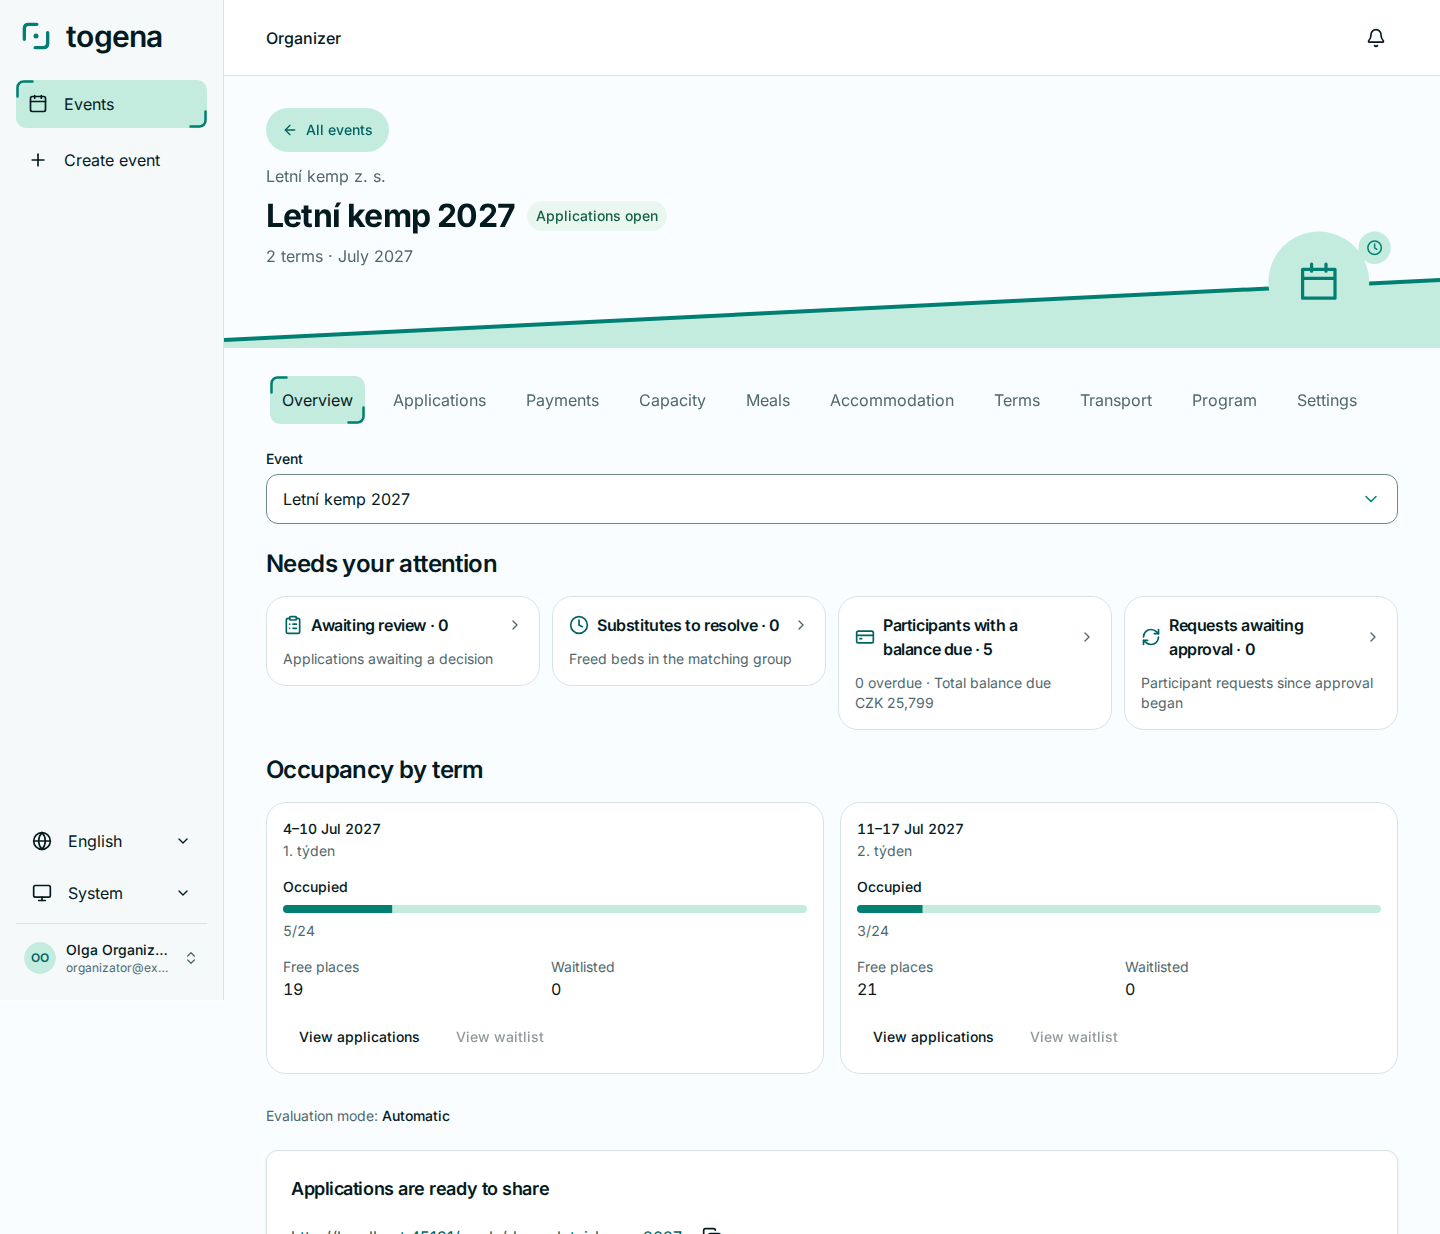 togena
Organizer
Events
Create event
All events
Letní kemp z. s.
Letní kemp 2027
Applications open
2 terms · July 2027
Overview
Applications
Payments
Capacity
Meals
Accommodation
Terms
Transport
Program
Settings
Event
Letní kemp 2027
Needs your attention
Awaiting review · 0
Applications awaiting a decision
Substitutes to resolve · 0
Freed beds in the matching group
Participants with a
balance due · 5
0 overdue · Total balance due
CZK 25,799
Requests awaiting
approval · 0
Participant requests since approval
began
Occupancy by term
4–10 Jul 2027
1. týden
Occupied
5/24
Free places
19
Waitlisted
0
View applications
View waitlist
11–17 Jul 2027
2. týden
Occupied
3/24
Free places
21
Waitlisted
0
View applications
View waitlist
Evaluation mode: Automatic
Applications are ready to share
English
System
OO
Olga Organiz...
organizator@ex...